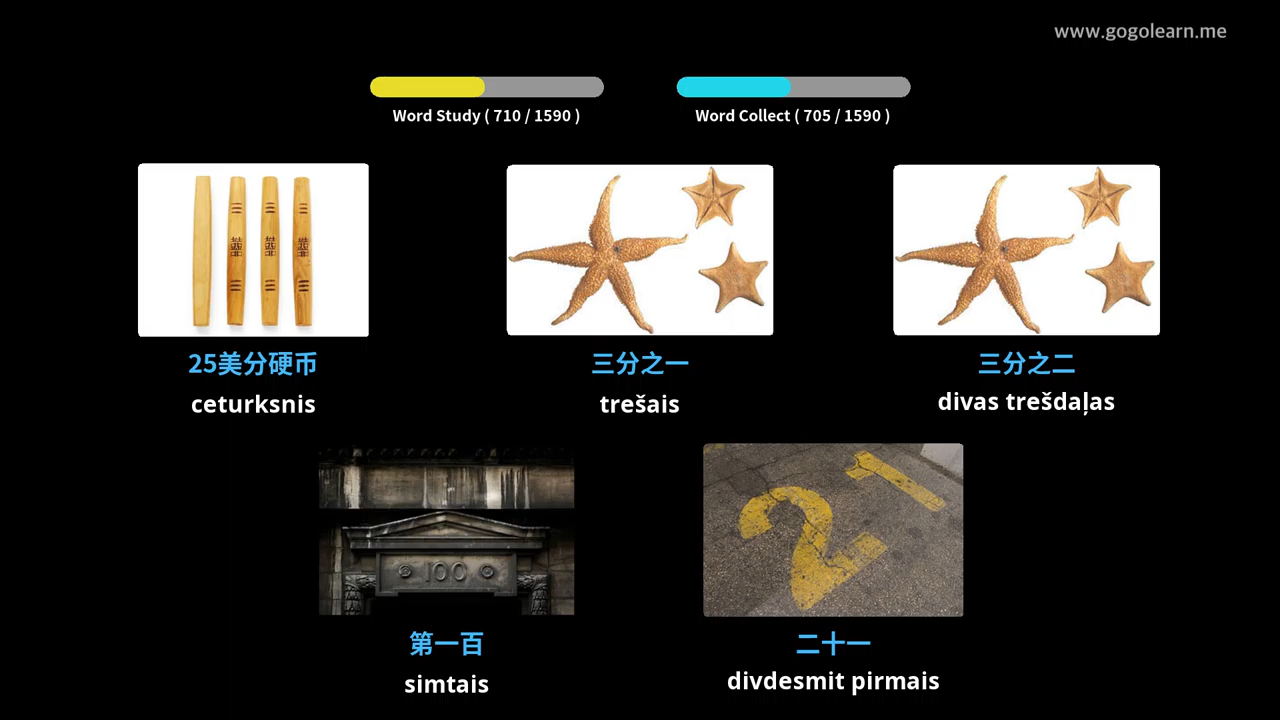 www.gogolearn.me
Word Study ( 710 / 1590 )
Word Collect ( 705 / 1590 )
25美分硬币
ceturksnis
三分之一
trešais
三分之二
divas trešdaļas
100
第一百
simtais
21
二十一
divdesmit pirmais